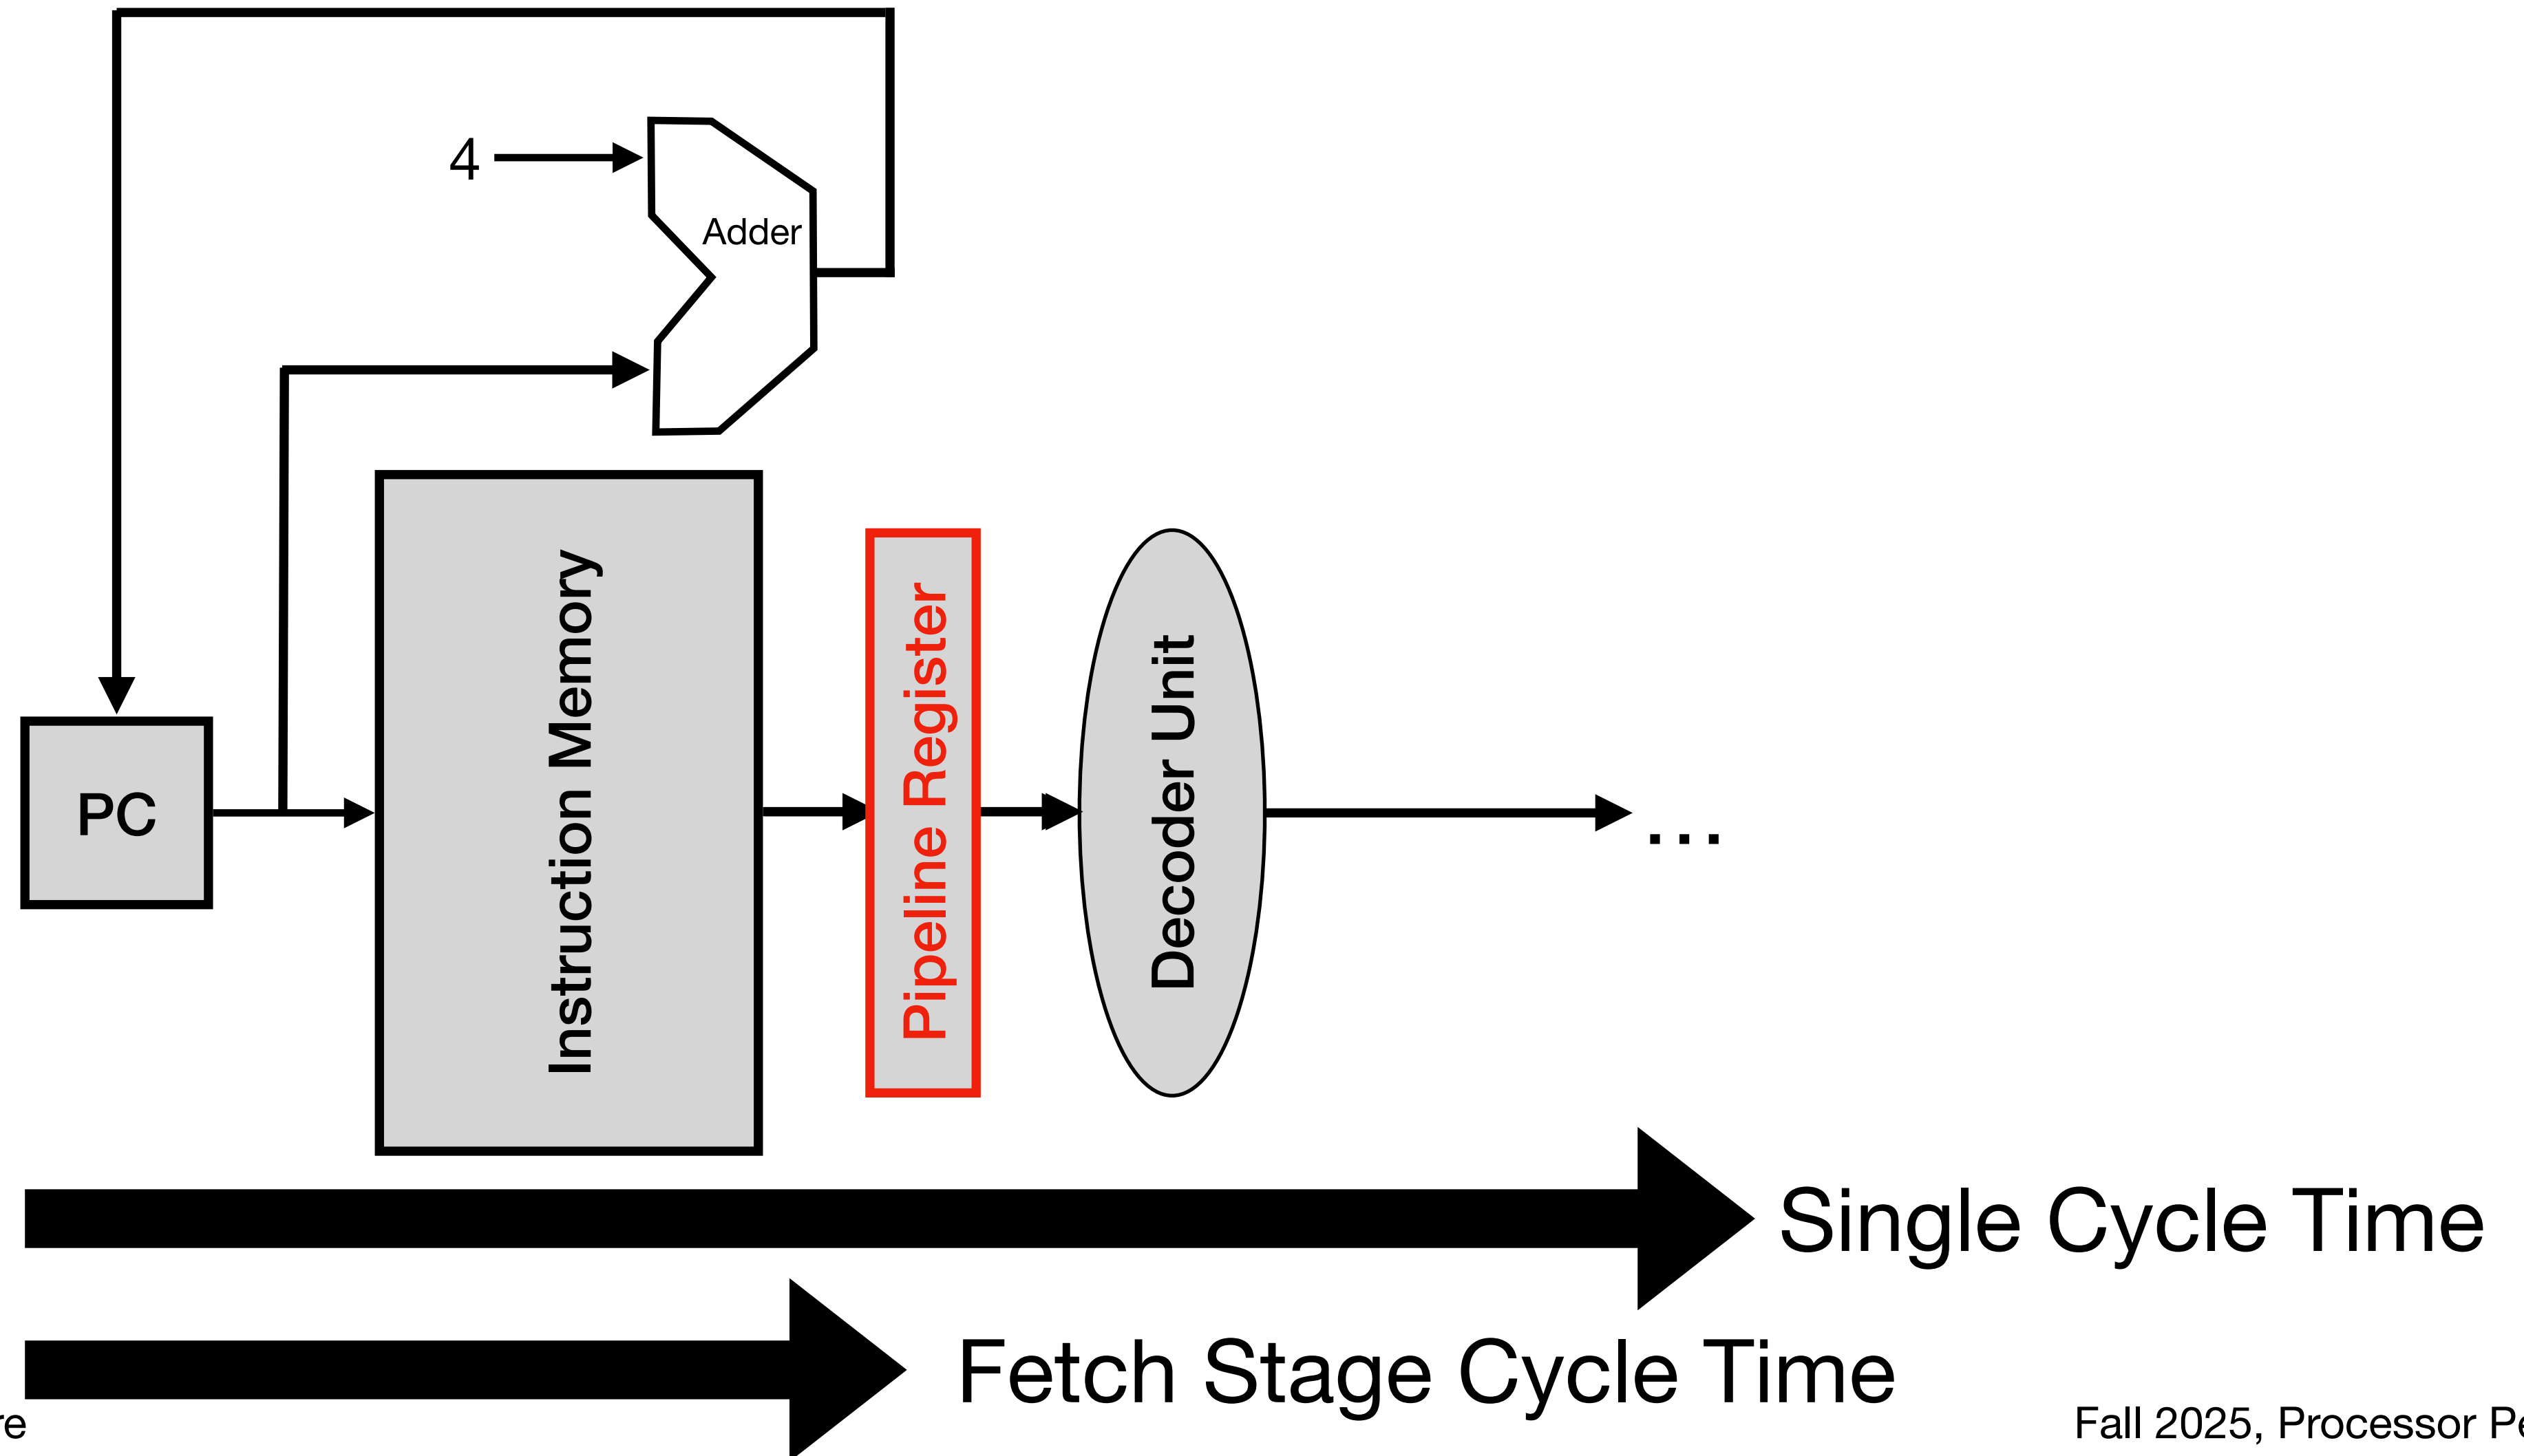 4
Adder
PC
Instruction Memory
Pipeline Register
Decoder Unit
...
Single Cycle Time
Fetch Stage Cycle Time
Fall 2025, Processor